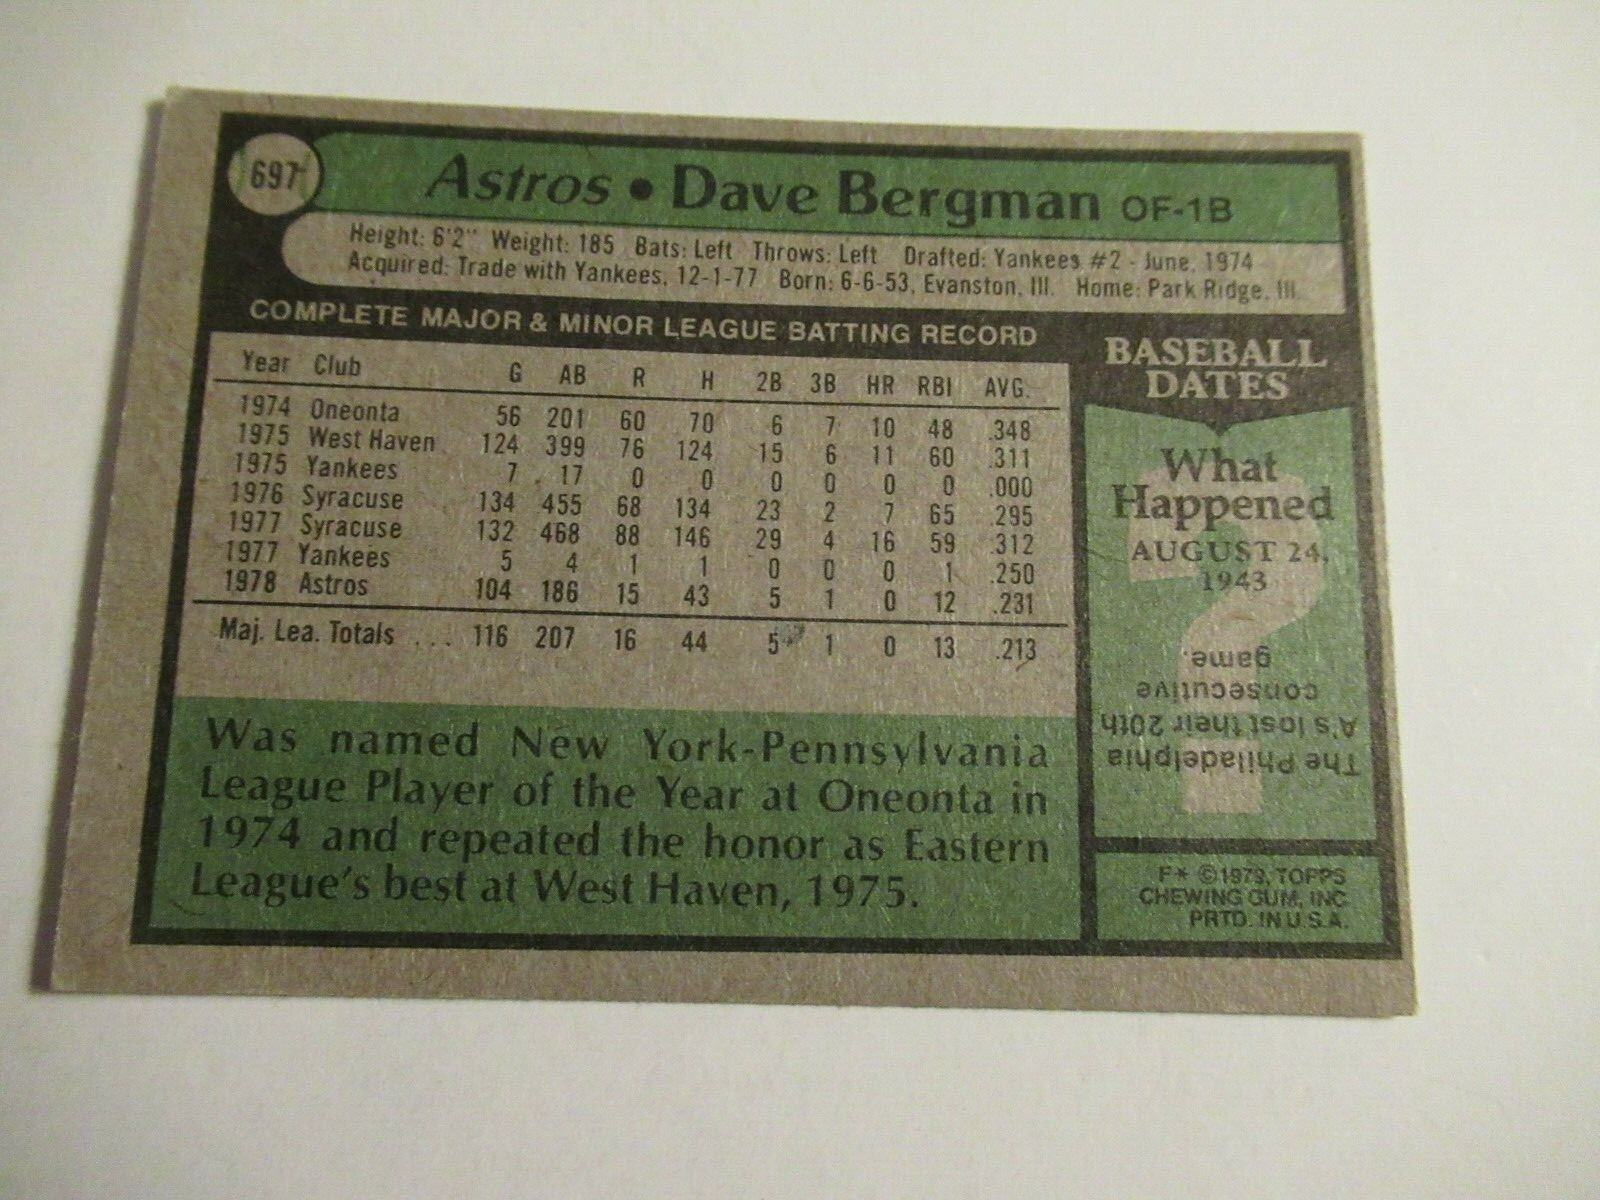 697
Astros • Dave Bergman OF-1B
Height: 6'2" Weight: 185 Bats: Left Throws: Left Drafted: Yankees #2 - June, 1974
Acquired: Trade with Yankees, 12-1-77 Born: 6-6-53, Evanston, Ill. Home: Park Ridge, Ill.
COMPLETE MAJOR & MINOR LEAGUE BATTING RECORD
Year Club G AB R H 2B 3B HR RBI AVG.
1974 Oneonta 56 201 60 70 6 7 10 48 .348
1975 West Haven 124 399 76 124 15 6 11 60 .311
1975 Yankees 7 17 0 0 0 0 0 0 .000
1976 Syracuse 134 455 68 134 23 2 7 65 .295
1977 Syracuse 132 468 88 146 29 4 16 59 .312
1977 Yankees 5 4 1 1 0 0 0 1 .250
1978 Astros 104 186 15 43 5 1 0 12 .231
Maj. Lea. Totals ... 116 207 16 44 5 1 0 13 .213
Was named New York-Pennsylvania
League Player of the Year at Oneonta in
1974 and repeated the honor as Eastern
League's best at West Haven, 1975.
BASEBALL
DATES
What
Happened
AUGUST 24,
1943
The Philadelphia
A's lost their 20th
consecutive
game.
F* ©1979, TOPPS
CHEWING GUM, INC.
PRTD. IN U.S.A.